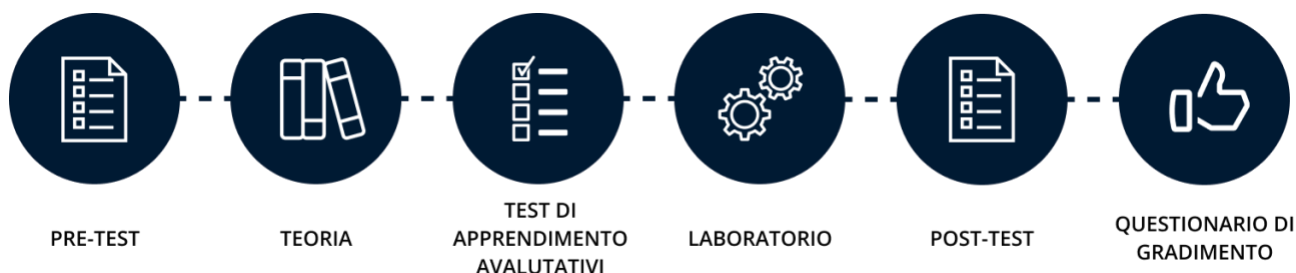 PRE-TEST
TEORIA
TEST DI
APPRENDIMENTO
AVALUTATIVI
LABORATORIO
POST-TEST
QUESTIONARIO DI
GRADIMENTO